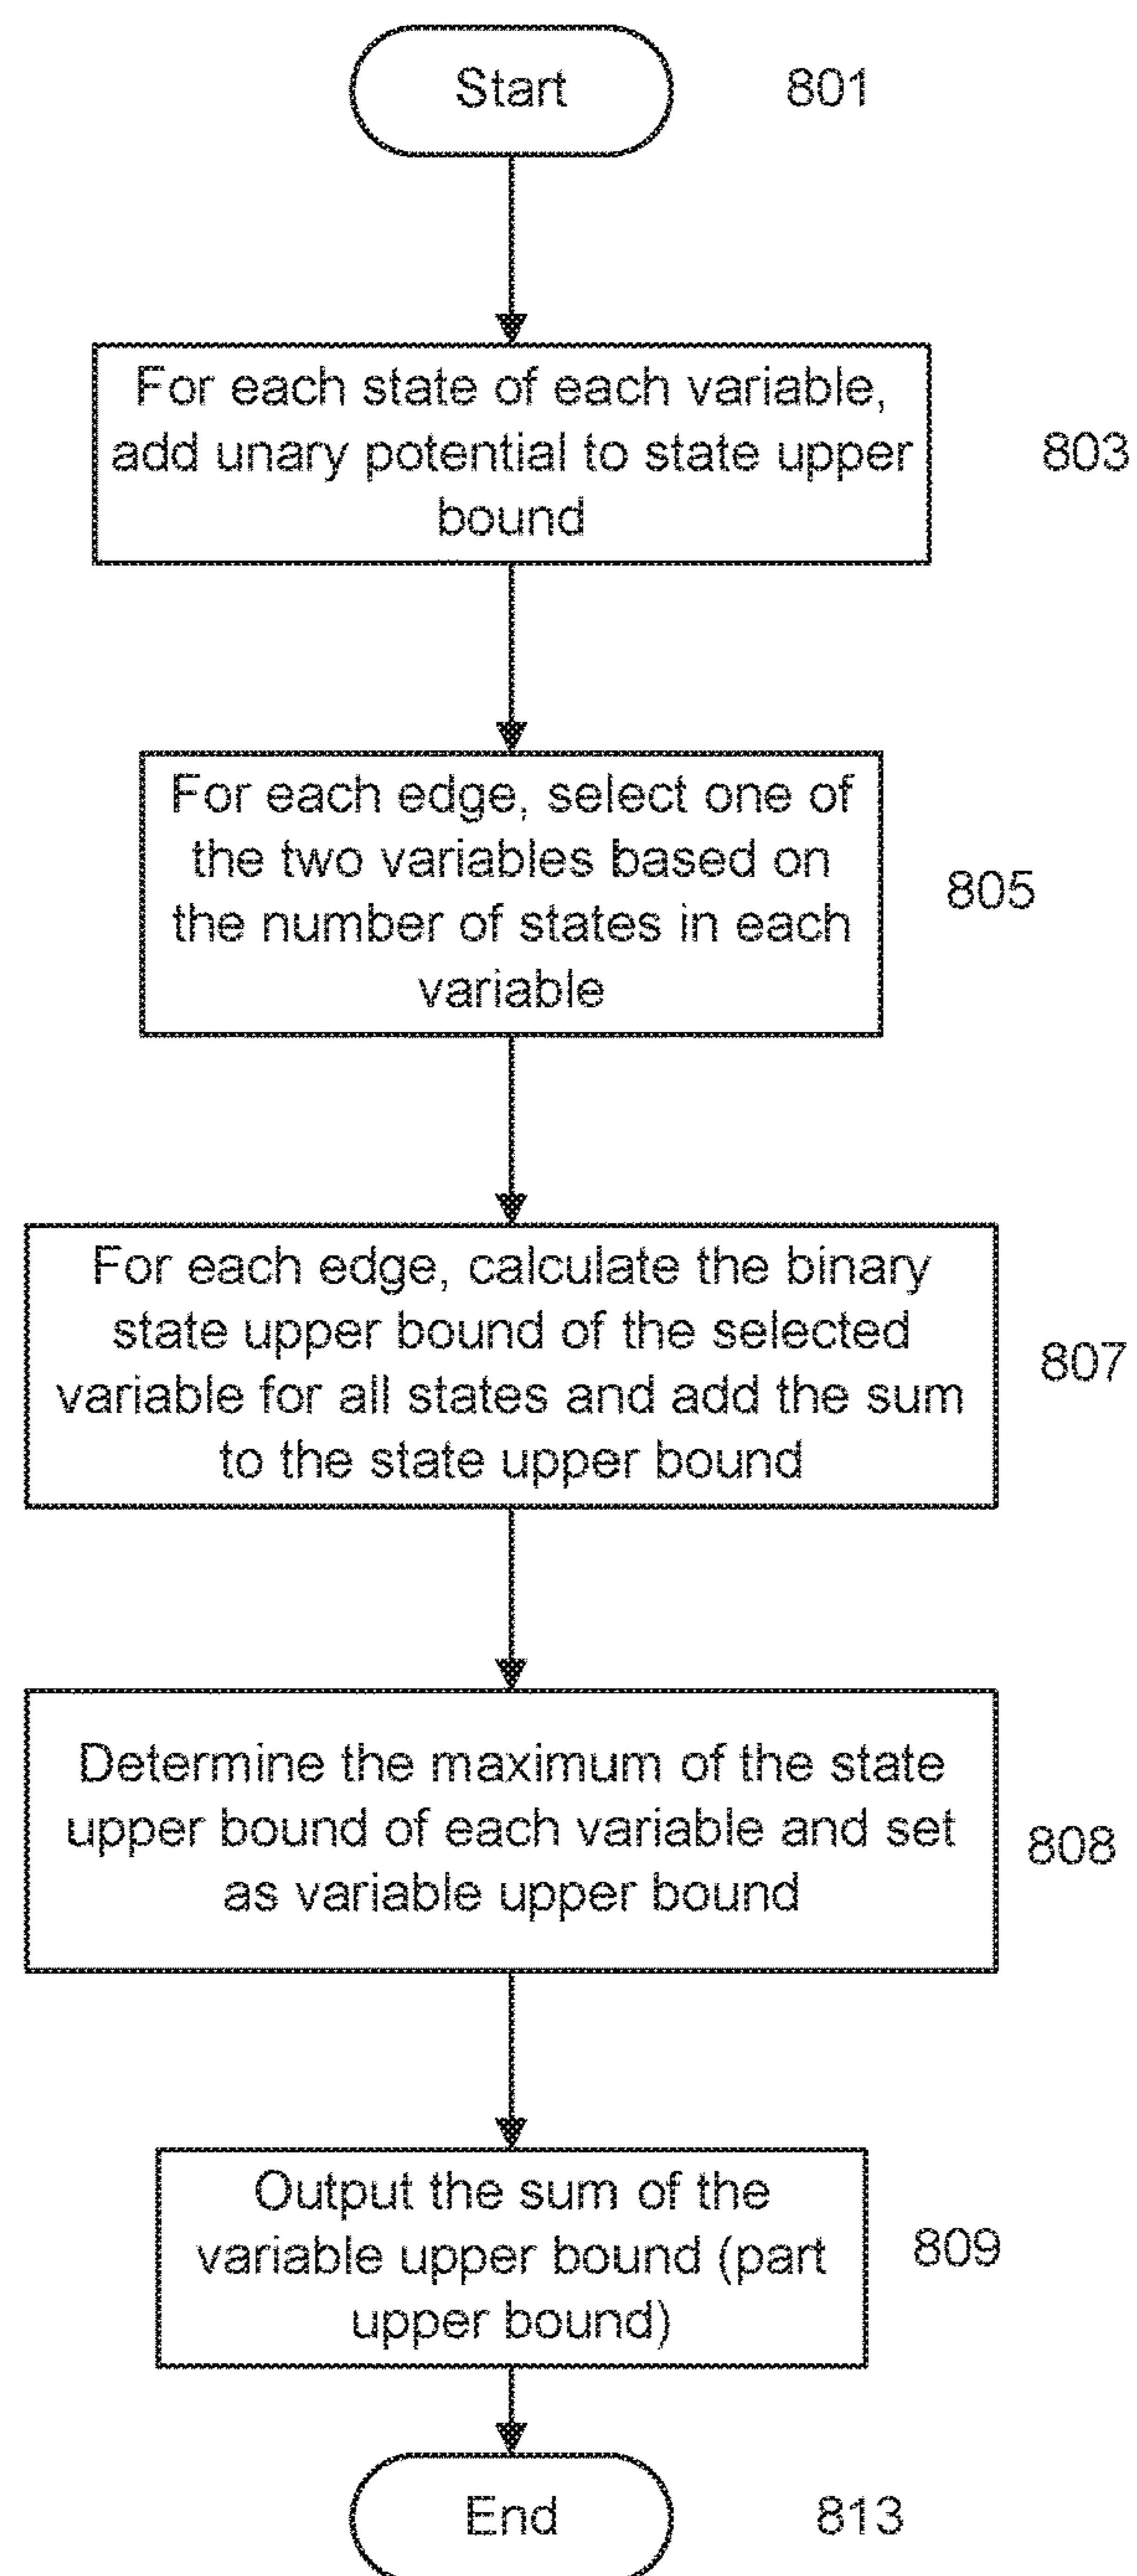 Start
801
For each state of each variable,
add unary potential to state upper
bound
803
For each edge, select one of
the two variables based on
the number of states in each
variable
805
For each edge, calculate the binary
state upper bound of the selected
variable for all states and add the sum
to the state upper bound
807
Determine the maximum of the state
upper bound of each variable and set
as variable upper bound
808
Output the sum of the
variable upper bound (part
upper bound)
809
End
813